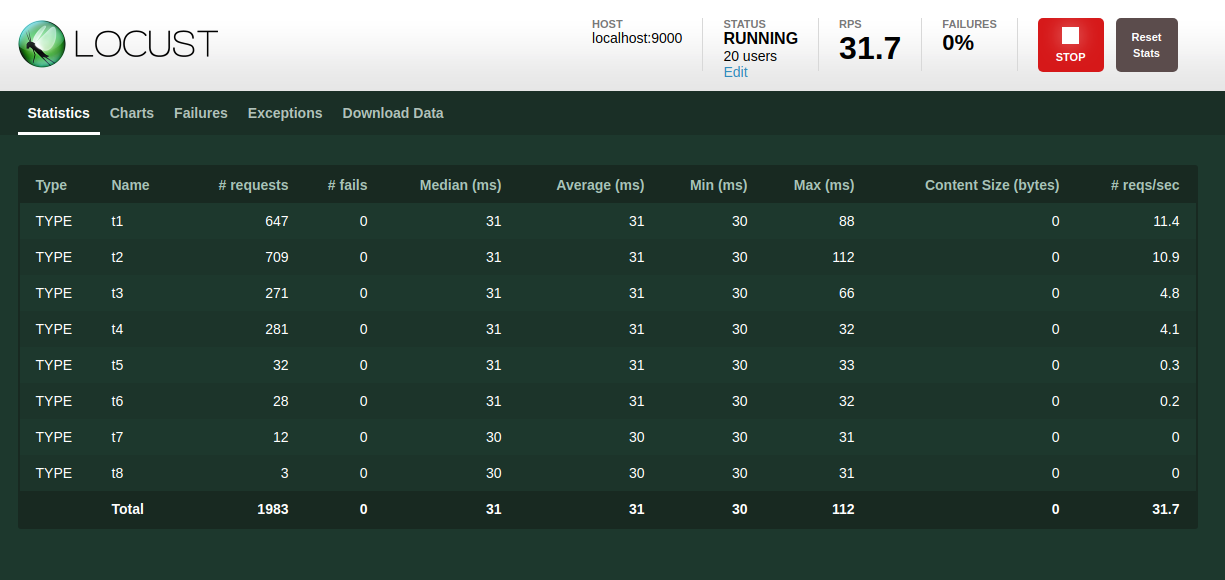 LOCUST
HOST
localhost:9000
STATUS
RUNNING
20 users
Edit
RPS
31.7
FAILURES
0%
STOP
Reset
Stats
Statistics Charts Failures Exceptions Download Data
Type Name # requests # fails Median (ms) Average (ms) Min (ms) Max (ms) Content Size (bytes) # reqs/sec
TYPE t1 647 0 31 31 30 88 0 11.4
TYPE t2 709 0 31 31 30 112 0 10.9
TYPE t3 271 0 31 31 30 66 0 4.8
TYPE t4 281 0 31 31 30 32 0 4.1
TYPE t5 32 0 31 31 30 33 0 0.3
TYPE t6 28 0 31 31 30 32 0 0.2
TYPE t7 12 0 30 30 30 31 0 0
TYPE t8 3 0 30 30 30 31 0 0
Total 1983 0 31 31 30 112 0 31.7